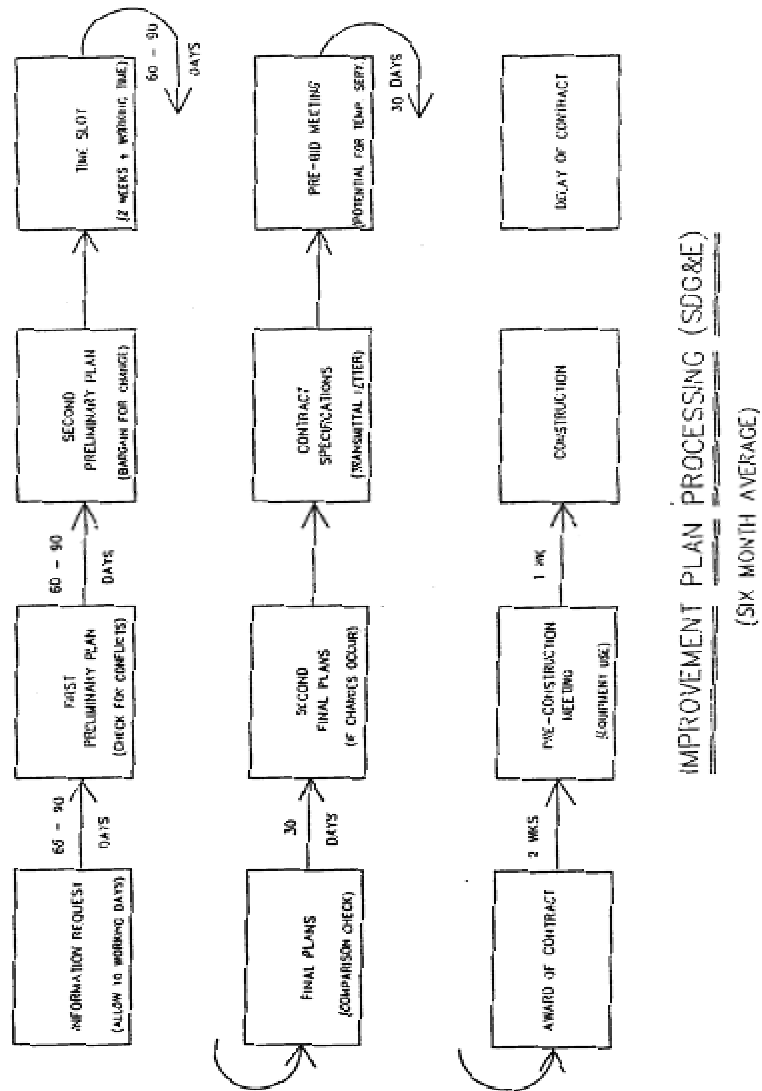 INFORMATION REQUEST
(ALLOW 10 WORKING DAYS)
60 - 90
DAYS
FIRST
PRELIMINARY PLAN
(CHECK FOR CONFLICTS)
60 - 90
DAYS
SECOND
PRELIMINARY PLAN
(BARGAIN FOR CHANGE)
TIME SLOT
(2 WEEKS + WORKING TIME)
60 - 90
DAYS
FINAL PLANS
(COMPARISON CHECK)
30
DAYS
SECOND
FINAL PLANS
(IF CHANGES OCCUR)
CONTRACT
SPECIFICATIONS
(TRANSMITTAL LETTER)
PRE-BID MEETING
(POTENTIAL FOR TEMP SERV.)
30 DAYS
AWARD OF CONTRACT
2 WKS
PRE-CONSTRUCTION
MEETING
(EQUIPMENT USE)
1 WK
CONSTRUCTION
DELAY OF CONTRACT
IMPROVEMENT PLAN PROCESSING (SDG&E)
(SIX MONTH AVERAGE)